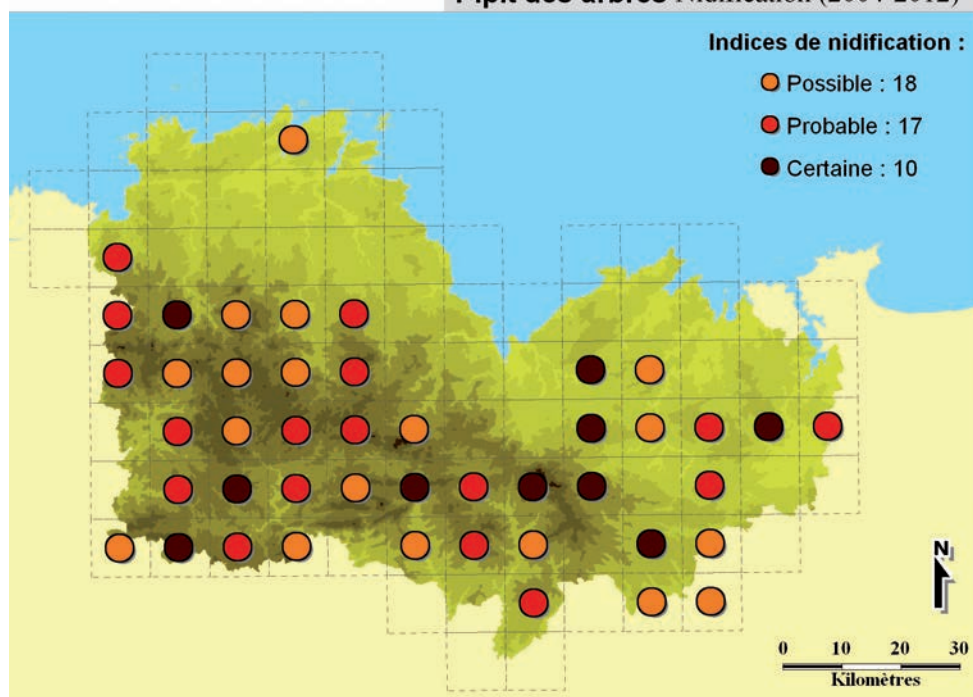 Pipit des arbres Nidification (2004-2012)
Indices de nidification :
Possible : 18
Probable : 17
Certaine : 10
N
0 10 20 30
Kilomètres